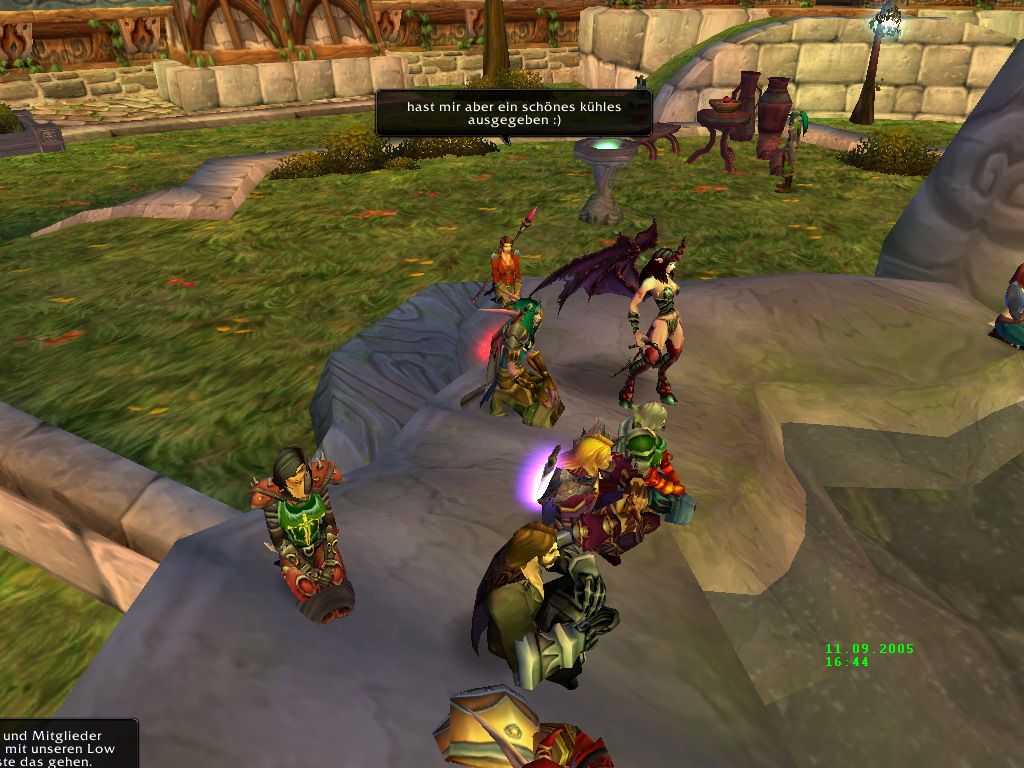 hast mir aber ein schönes kühles
ausgegeben :)
11.09.2005
16:44
und Mitglieder
mit unseren Low
ste das gehen.